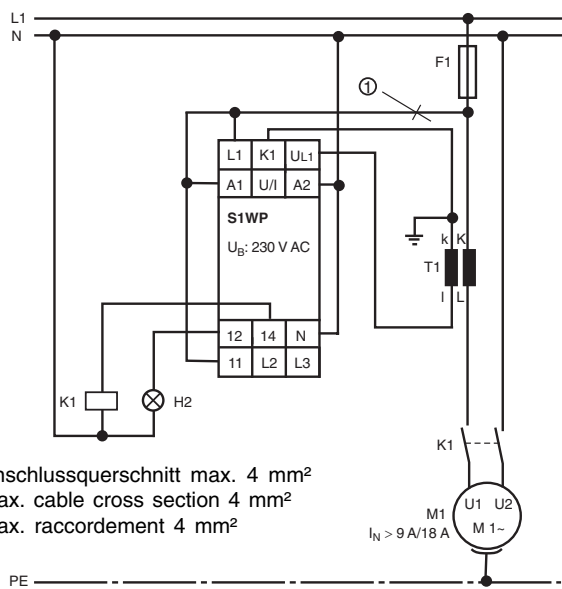 L1
N
F1
①
L1 K1 UL1
A1 U/I A2
S1WP
UB: 230 V AC
k K
T1
l L
12 14 N
11 L2 L3
K1
H2
K1
nschlussquerschnitt max. 4 mm²
ax. cable cross section 4 mm²
ax. raccordement 4 mm²
U1 U2
M1
M 1~
IN > 9 A/18 A
PE